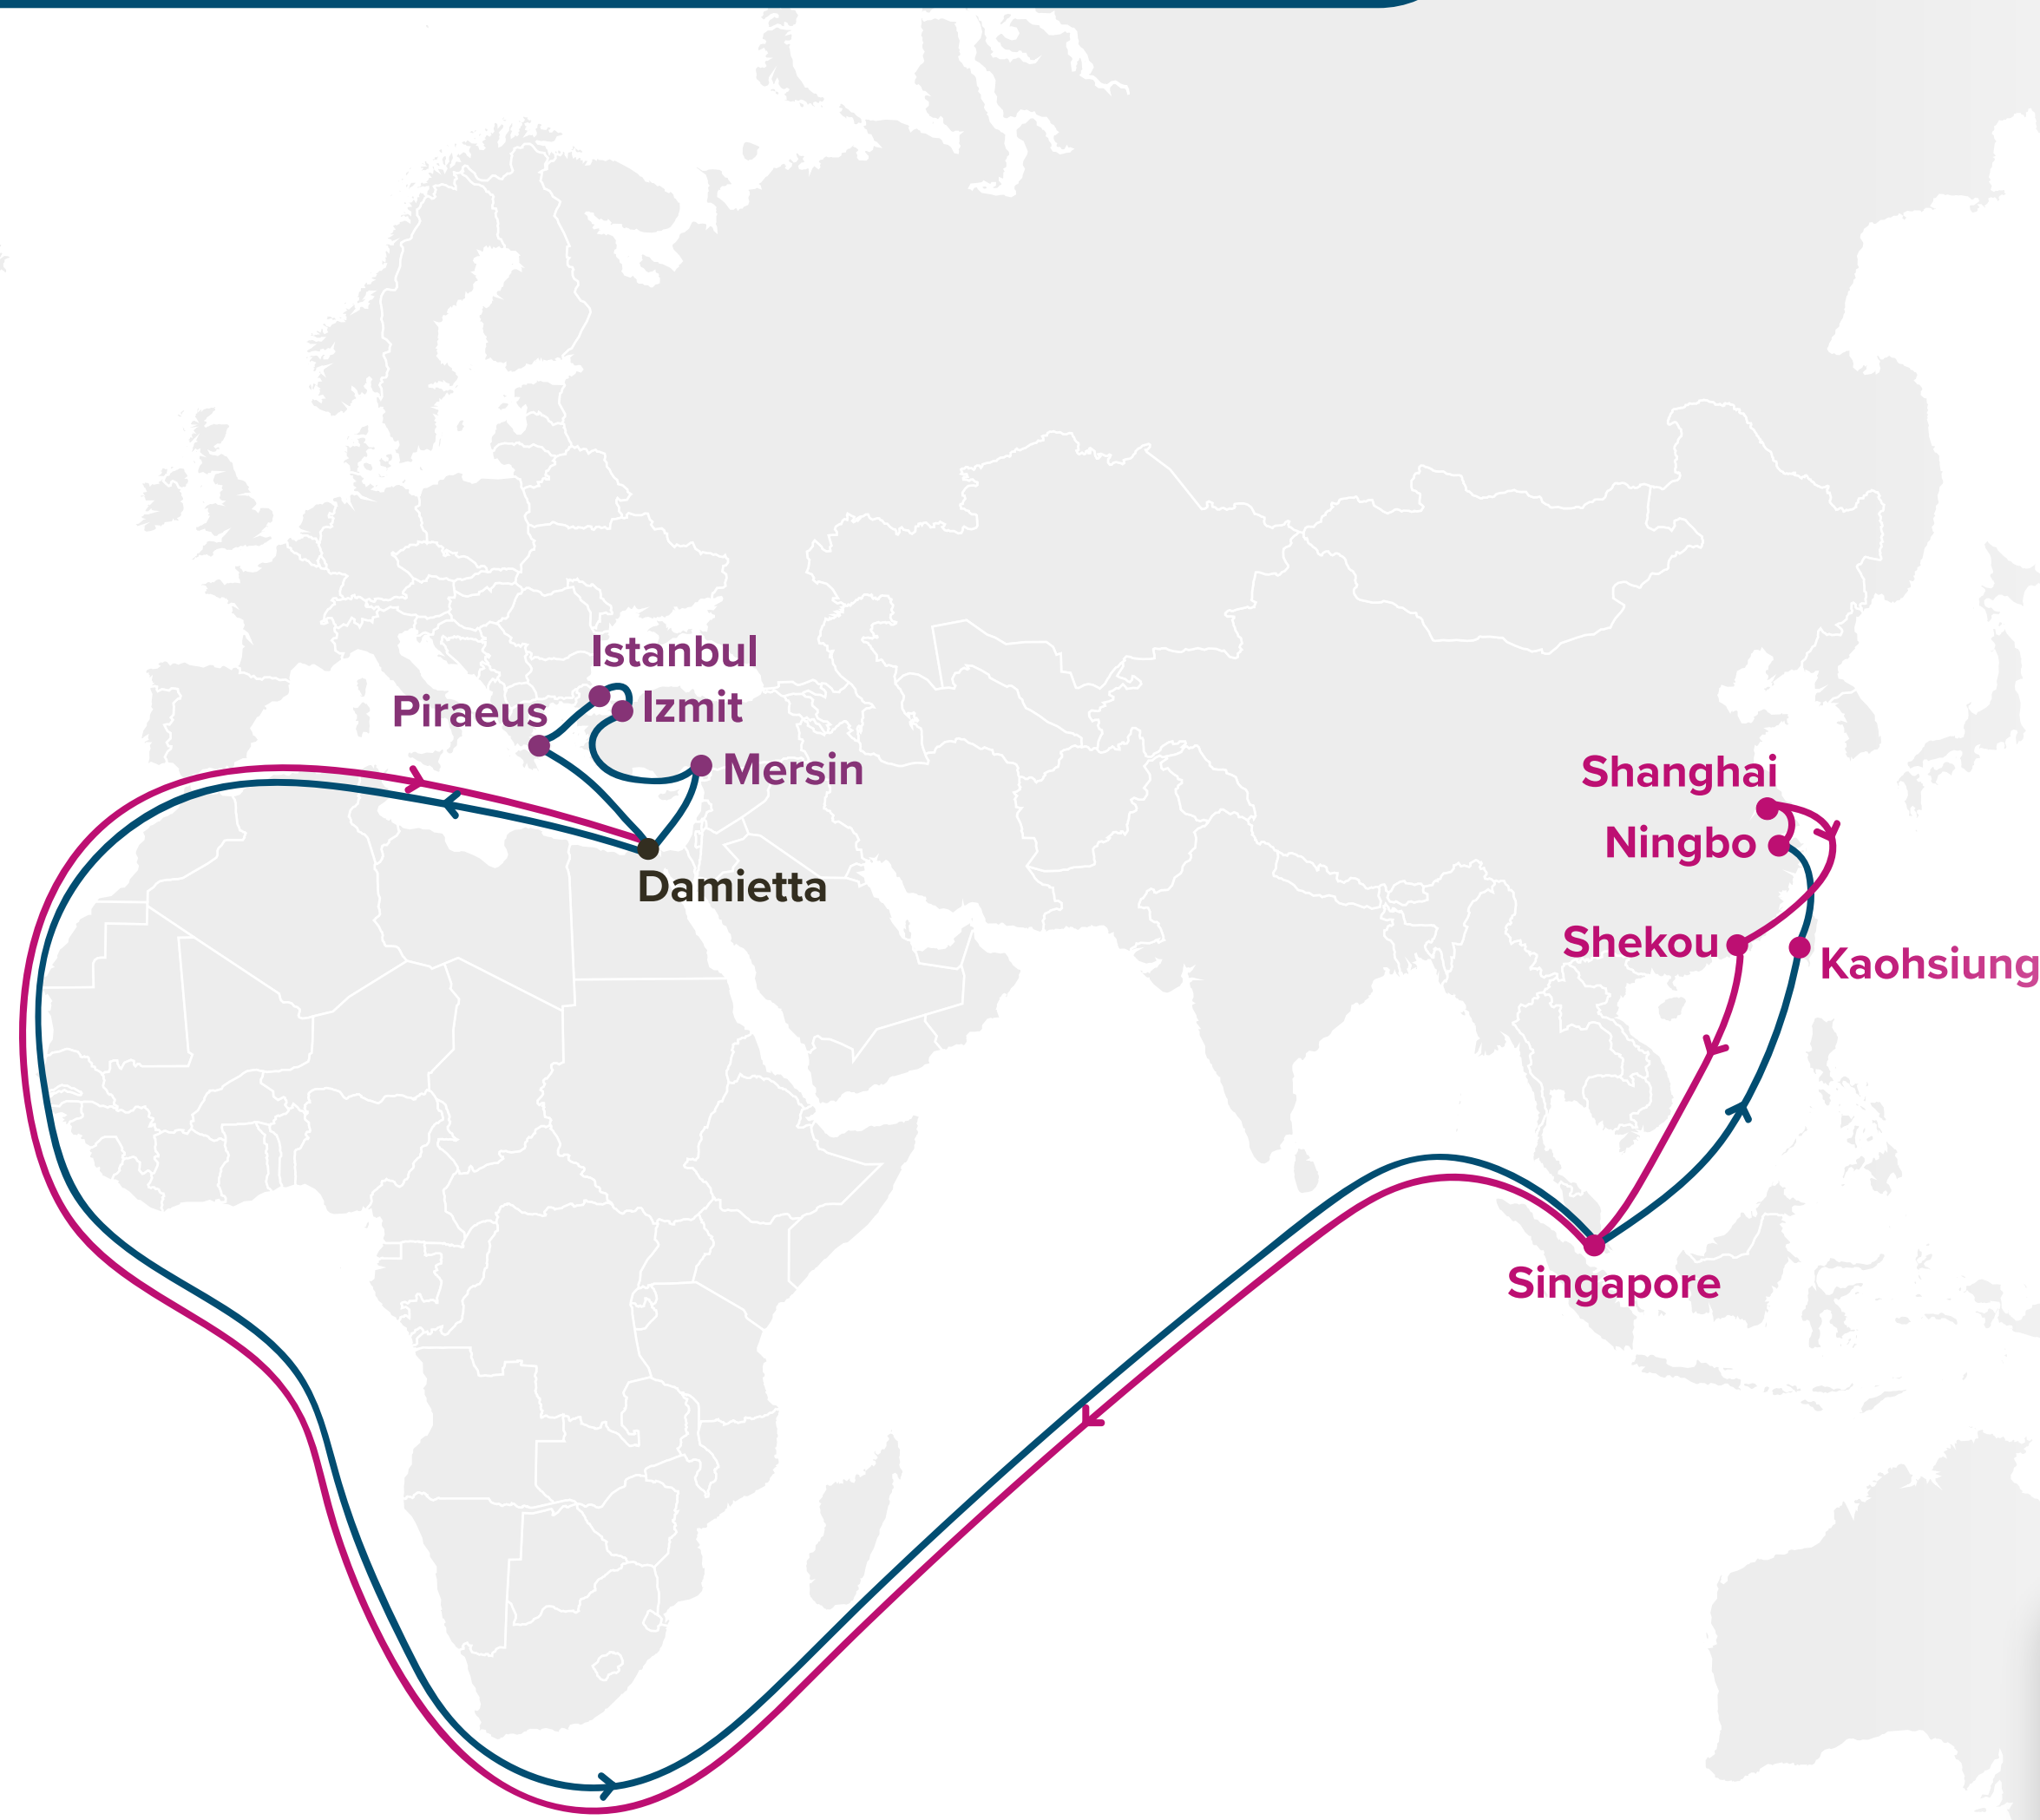 Istanbul
Piraeus
Izmit
Mersin
Damietta
Shanghai
Ningbo
Shekou
Kaohsiung
Singapore